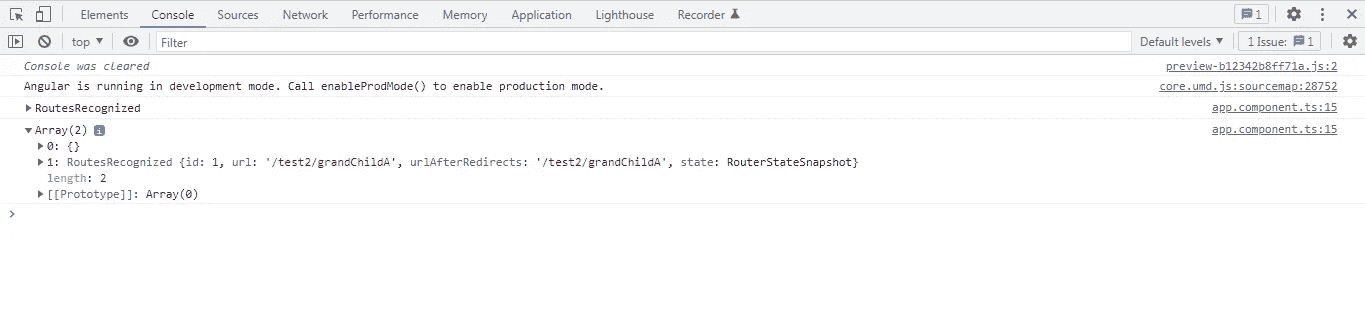 Elements Console Sources Network Performance Memory Application Lighthouse Recorder 1
top Filter Default levels 1 Issue: 1
Console was cleared preview-b12342b8ff71a.js:2
Angular is running in development mode. Call enableProdMode() to enable production mode. core.umd.js:sourcemap:28752
RoutesRecognized app.component.ts:15
Array(2) i app.component.ts:15
0: {}
1: RoutesRecognized {id: 1, url: '/test2/grandChildA', urlAfterRedirects: '/test2/grandChildA', state: RouterStateSnapshot}
length: 2
[[Prototype]]: Array(0)